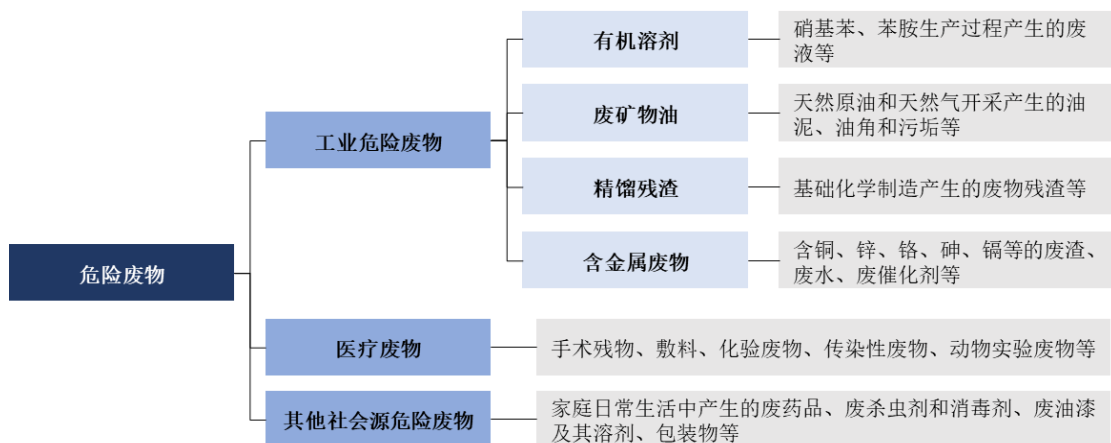 危险废物
工业危险废物
有机溶剂
硝基苯、苯胺生产过程产生的废
液等
废矿物油
天然原油和天然气开采产生的油
泥、油角和污垢等
精馏残渣
基础化学制造产生的废物残渣等
含金属废物
含铜、锌、铬、砷、镉等的废渣、
废水、废催化剂等
医疗废物
手术残物、敷料、化验废物、传染性废物、动物实验废物等
其他社会源危险废物
家庭日常生活中产生的废药品、废杀虫剂和消毒剂、废油漆
及其溶剂、包装物等